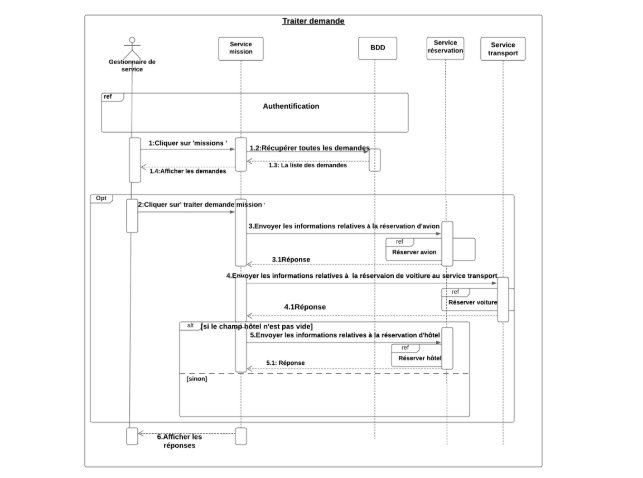 Traiter demande
Gestionnaire de
service
Service
mission
BDD
Service
réservation
Service
transport
ref
Authentification
1:Cliquer sur 'missions '
1.2:Récupérer toutes les demandes
1.3: La liste des demandes
1.4:Afficher les demandes
Opt
2:Cliquer sur' traiter demande mission '
3.Envoyer les informations relatives à la réservation d'avion
ref
Réserver avion
3.1Réponse
4.Envoyer les informations relatives à la réservaion de voitiure au service transport
ref
Réserver voiture
4.1Réponse
alt
[si le champ hôtel n'est pas vide]
5.Envoyer les informations relatives à la réservation d'hôtel
ref
Réserver hôtel
5.1: Réponse
[sinon]
6.Afficher les
réponses